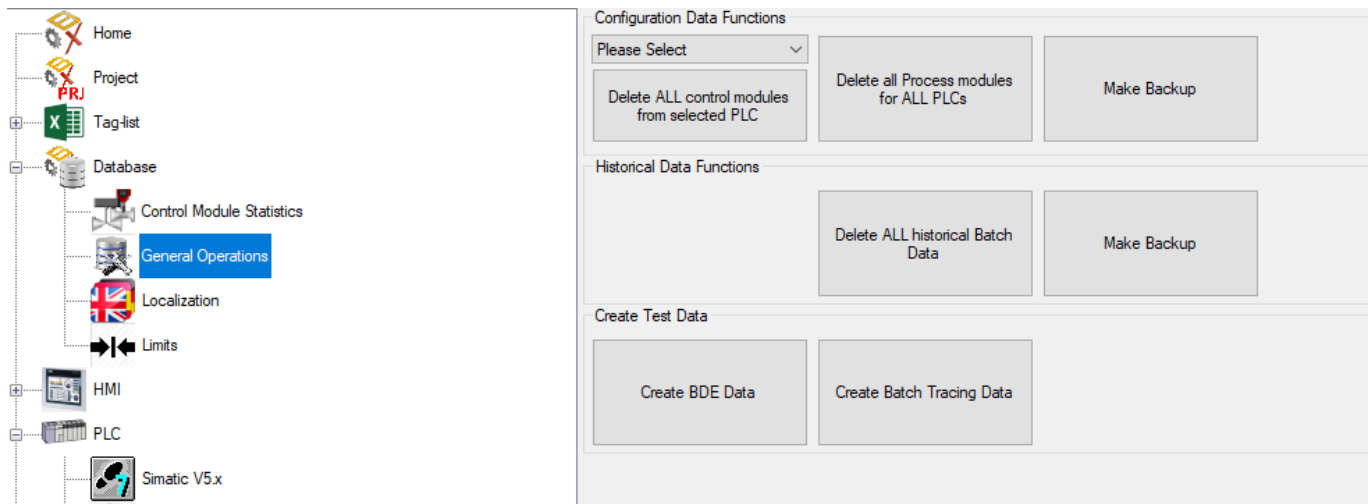 Home
Project
PRJ
Tag-list
Database
Control Module Statistics
General Operations
Localization
Limits
HMI
PLC
Simatic V5.x
Configuration Data Functions
Please Select
Delete ALL control modules
from selected PLC
Delete all Process modules
for ALL PLCs
Make Backup
Historical Data Functions
Delete ALL historical Batch
Data
Make Backup
Create Test Data
Create BDE Data
Create Batch Tracing Data